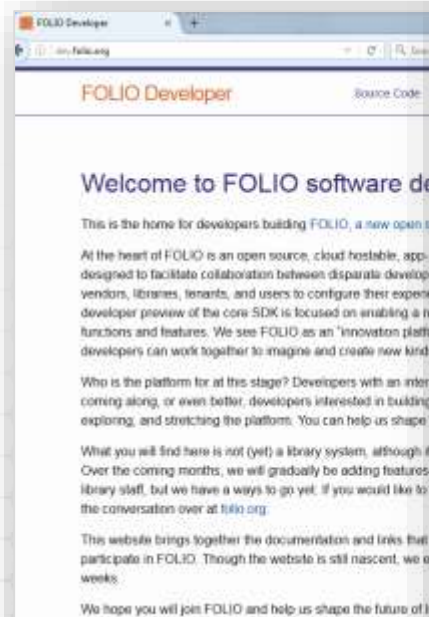 FOLIO Developer
dev.folio.org
FOLIO Developer
Source Code
Welcome to FOLIO software de
This is the home for developers building FOLIO, a new open s
At the heart of FOLIO is an open source, cloud hostable, app-
designed to facilitate collaboration between disparate develop
vendors, libraries, tenants, and users to configure their experie
developer preview of the core SDK is focused on enabling a n
functions and features. We see FOLIO as an "innovation platf
developers can work together to imagine and create new kind
Who is the platform for at this stage? Developers with an inter
coming along, or even better, developers interested in building
exploring, and stretching the platform. You can help us shape
What you will find here is not (yet) a library system, although i
Over the coming months, we will gradually be adding features
library staff, but we have a ways to go yet. If you would like to
the conversation over at folio.org.
This website brings together the documentation and links that
participate in FOLIO. Though the website is still nascent, we e
weeks.
We hope you will join FOLIO and help us shape the future of l